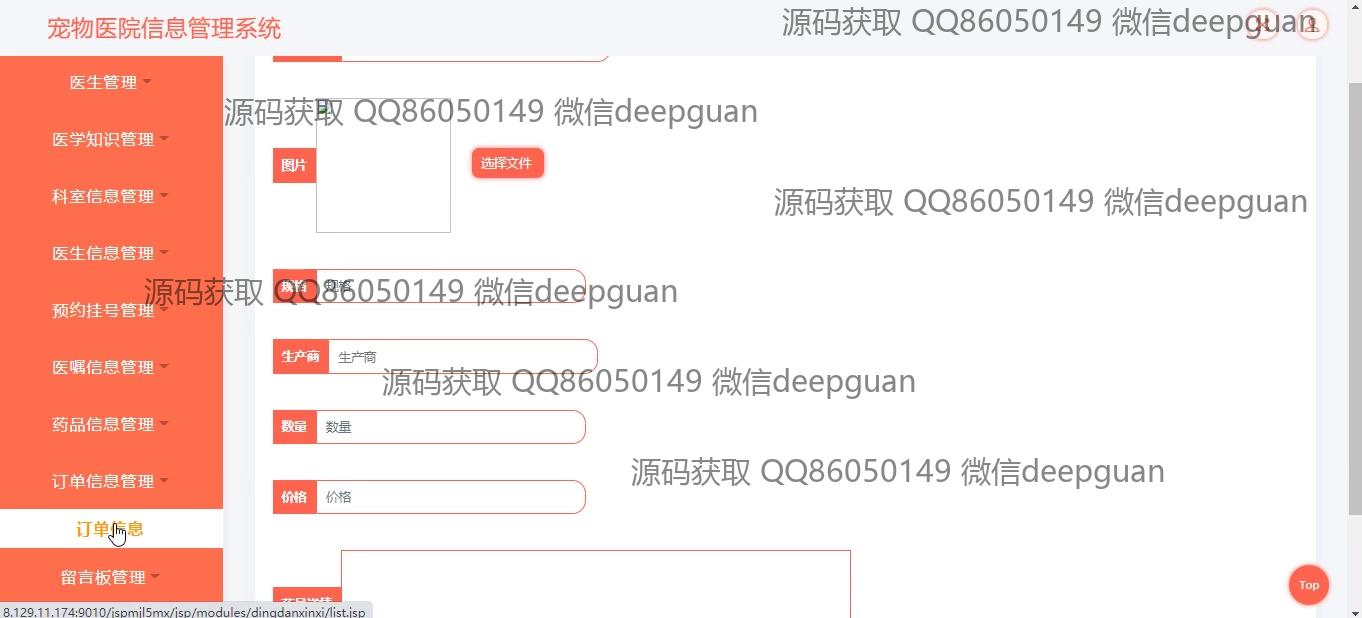 宠物医院信息管理系统
源码获取 QQ86050149 微信deepguan
医生管理
源码获取 QQ86050149 微信deepguan
医学知识管理
图片
选择文件
科室信息管理
源码获取 QQ86050149 微信deepguan
医生信息管理
规格
规格
源码获取 QQ86050149 微信deepguan
预约挂号管理
生产商
生产商
医嘱信息管理
源码获取 QQ86050149 微信deepguan
药品信息管理
数量
数量
源码获取 QQ86050149 微信deepguan
订单信息管理
价格
价格
订单信息
留言板管理
Top
药品详情
8.129.11.174:9010/jspmjl5mx/jsp/modules/dingdanxinxi/list.jsp